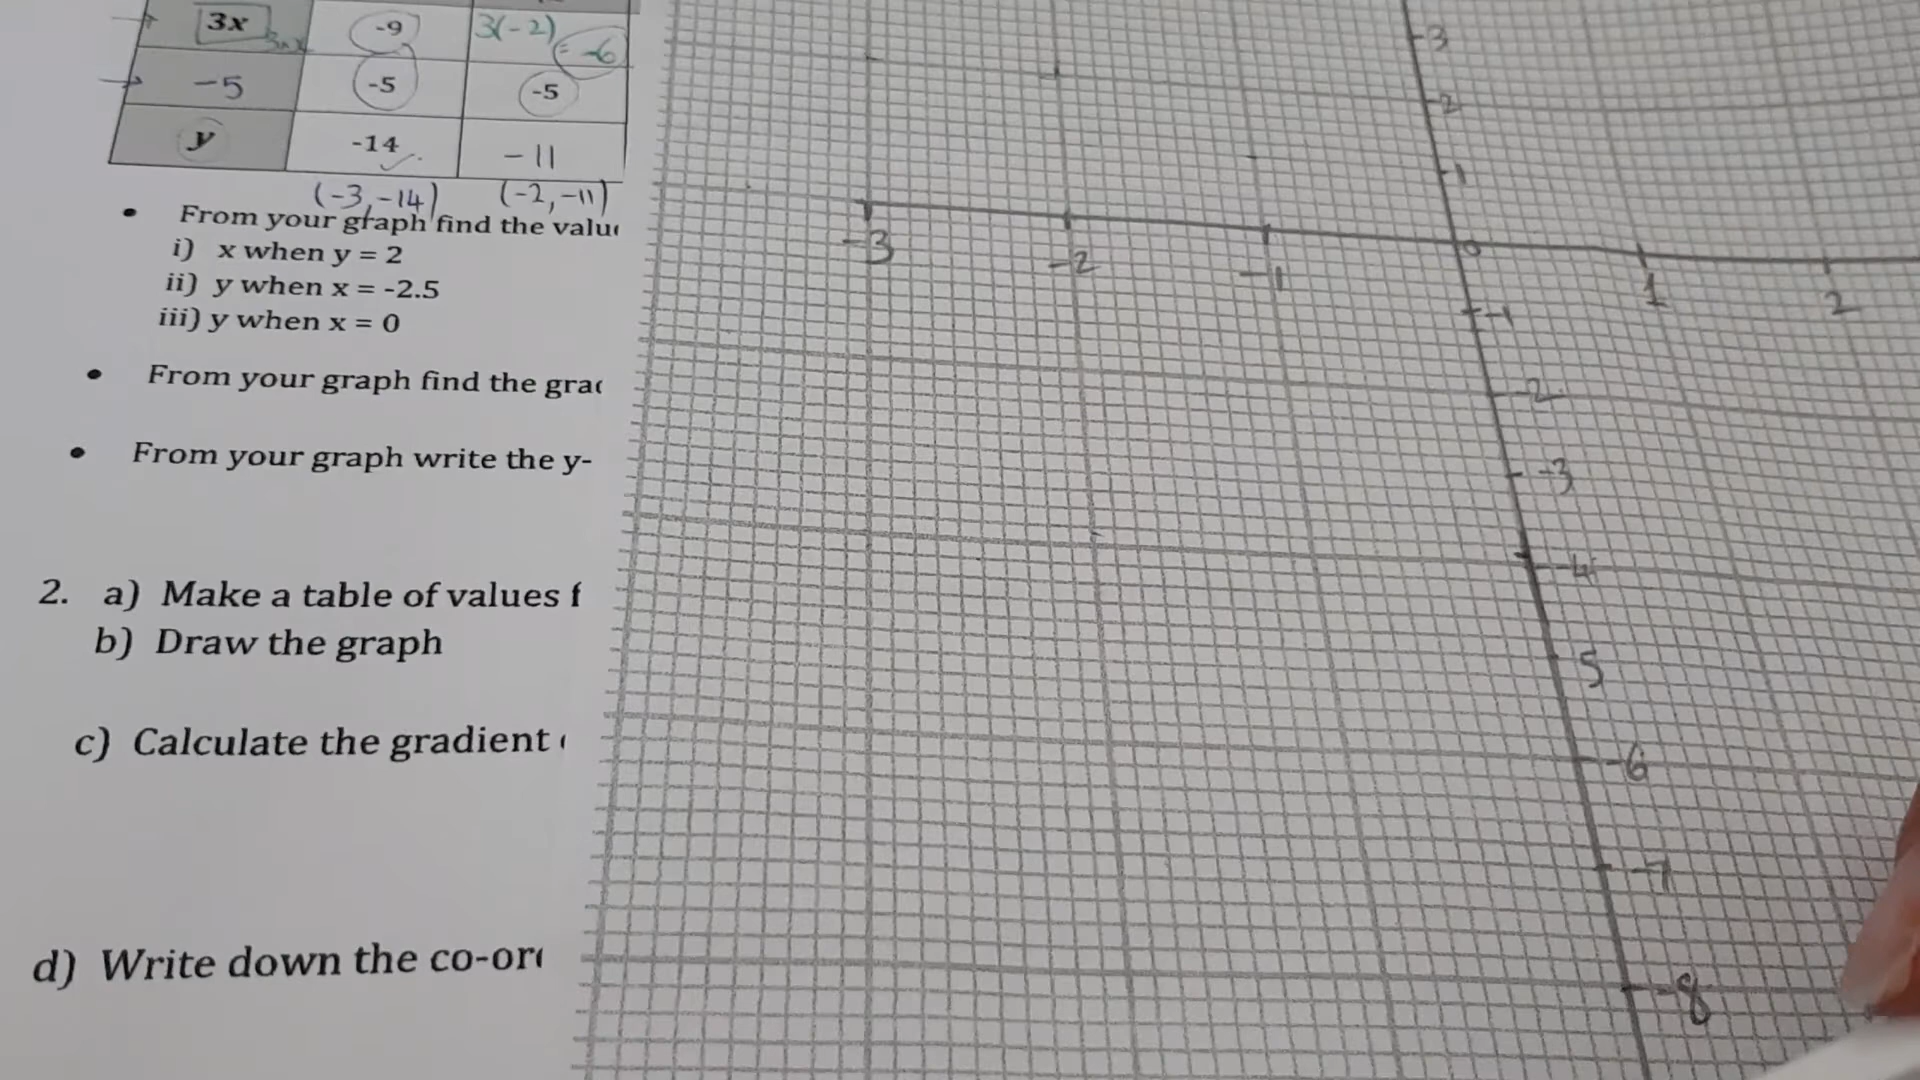 3x 3xx -9 3(-2) = -6
-5 -5 -5
y -14 -11
(-3,-14) (-2,-11)
• From your graph find the valu
i) x when y = 2
ii) y when x = -2.5
iii) y when x = 0
• From your graph find the grad
• From your graph write the y-
2. a) Make a table of values f
b) Draw the graph
c) Calculate the gradient
d) Write down the co-or
3
2
1
-3 -2 -1 0 1 2
-1
-2
-3
-4
5
-6
-7
-8